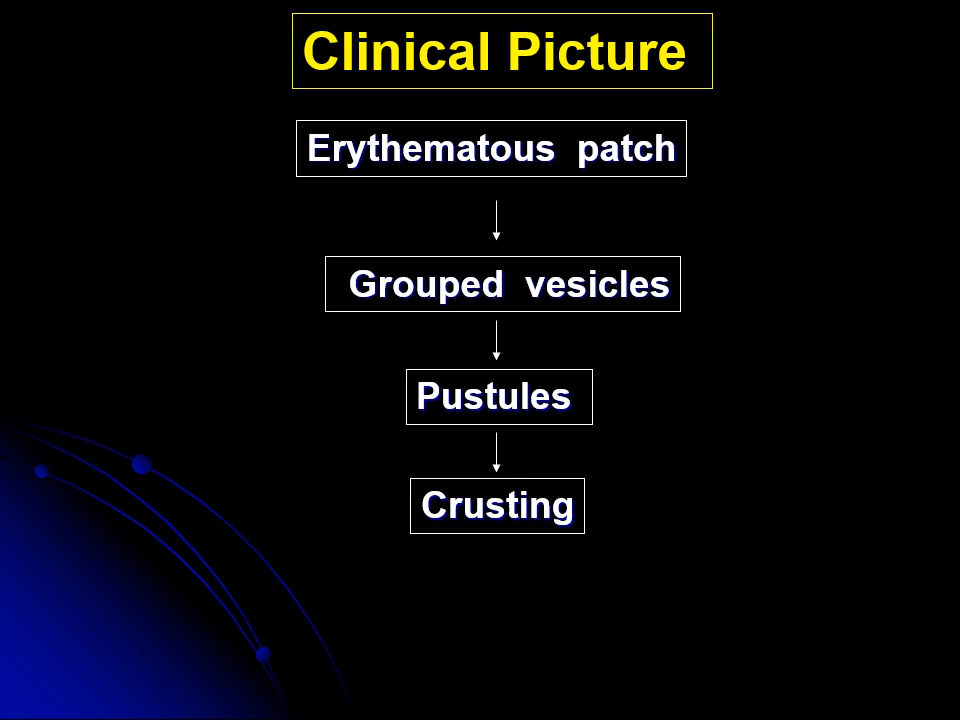 Clinical Picture
Erythematous patch
Grouped vesicles
Pustules
Crusting